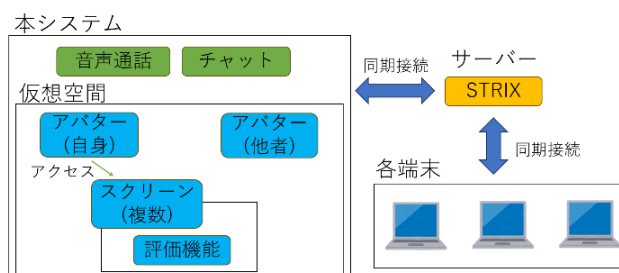 本システム
音声通話
チャット
仮想空間
アバター
(自身)
アバター
(他者)
アクセス
スクリーン
(複数)
評価機能
同期接続
サーバー
STRIX
同期接続
各端末